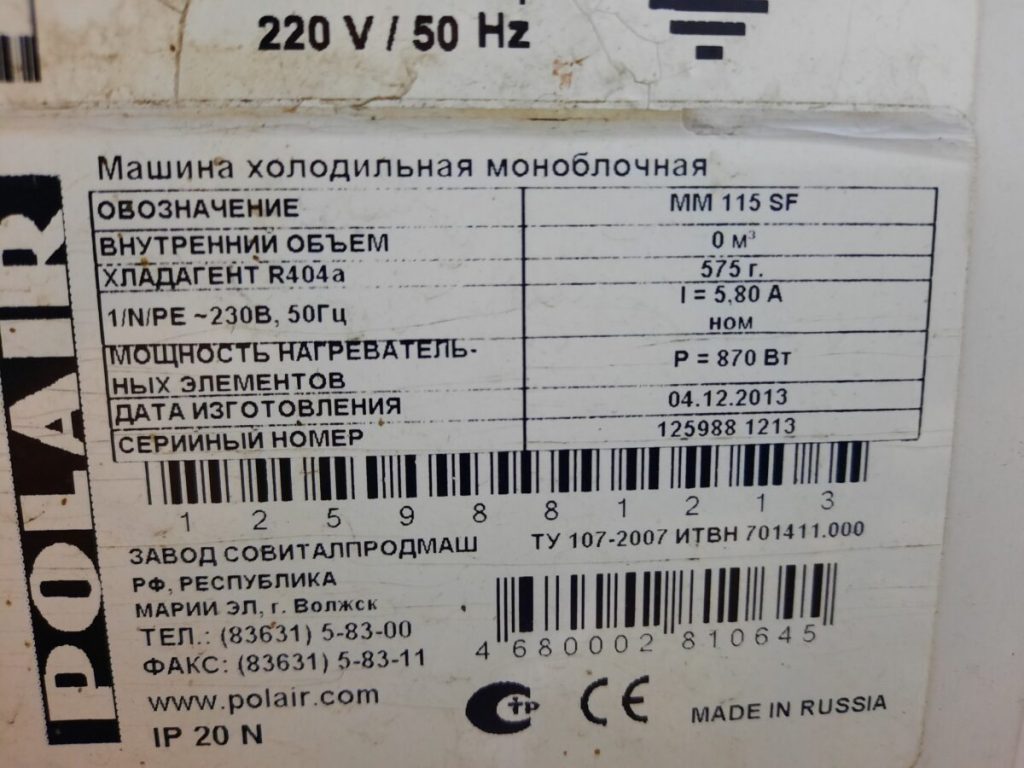 220 V / 50 Hz
POLAIR
Машина холодильная моноблочная
ОБОЗНАЧЕНИЕ ММ 115 SF
ВНУТРЕННИЙ ОБЪЕМ 0 м³
ХЛАДАГЕНТ R404a 575 г.
1/N/PE ~230В, 50Гц I = 5,80 А
ном
МОЩНОСТЬ НАГРЕВАТЕЛЬ-
НЫХ ЭЛЕМЕНТОВ P = 870 Вт
ДАТА ИЗГОТОВЛЕНИЯ 04.12.2013
СЕРИЙНЫЙ НОМЕР 125988 1213
1 2 5 9 8 8 1 2 1 3
ЗАВОД СОВИТАЛПРОДМАШ ТУ 107-2007 ИТВН 701411.000
РФ, РЕСПУБЛИКА
МАРИИ ЭЛ, г. Волжск
ТЕЛ.: (83631) 5-83-00
ФАКС: (83631) 5-83-11
4 680002 810645
www.polair.com
IP 20 N
CE
MADE IN RUSSIA